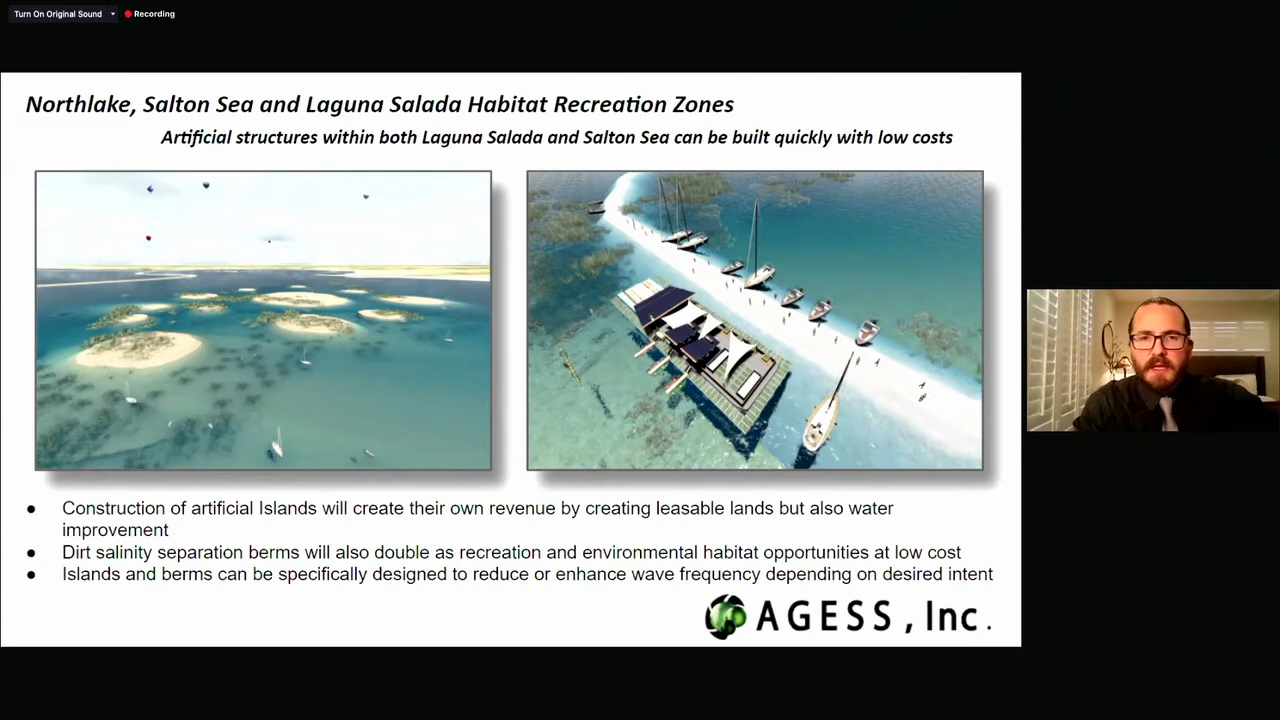 Turn On Original Sound
Recording
Northlake, Salton Sea and Laguna Salada Habitat Recreation Zones
Artificial structures within both Laguna Salada and Salton Sea can be built quickly with low costs
● Construction of artificial Islands will create their own revenue by creating leasable lands but also water
improvement
● Dirt salinity separation berms will also double as recreation and environmental habitat opportunities at low cost
● Islands and berms can be specifically designed to reduce or enhance wave frequency depending on desired intent
AGESS, Inc.